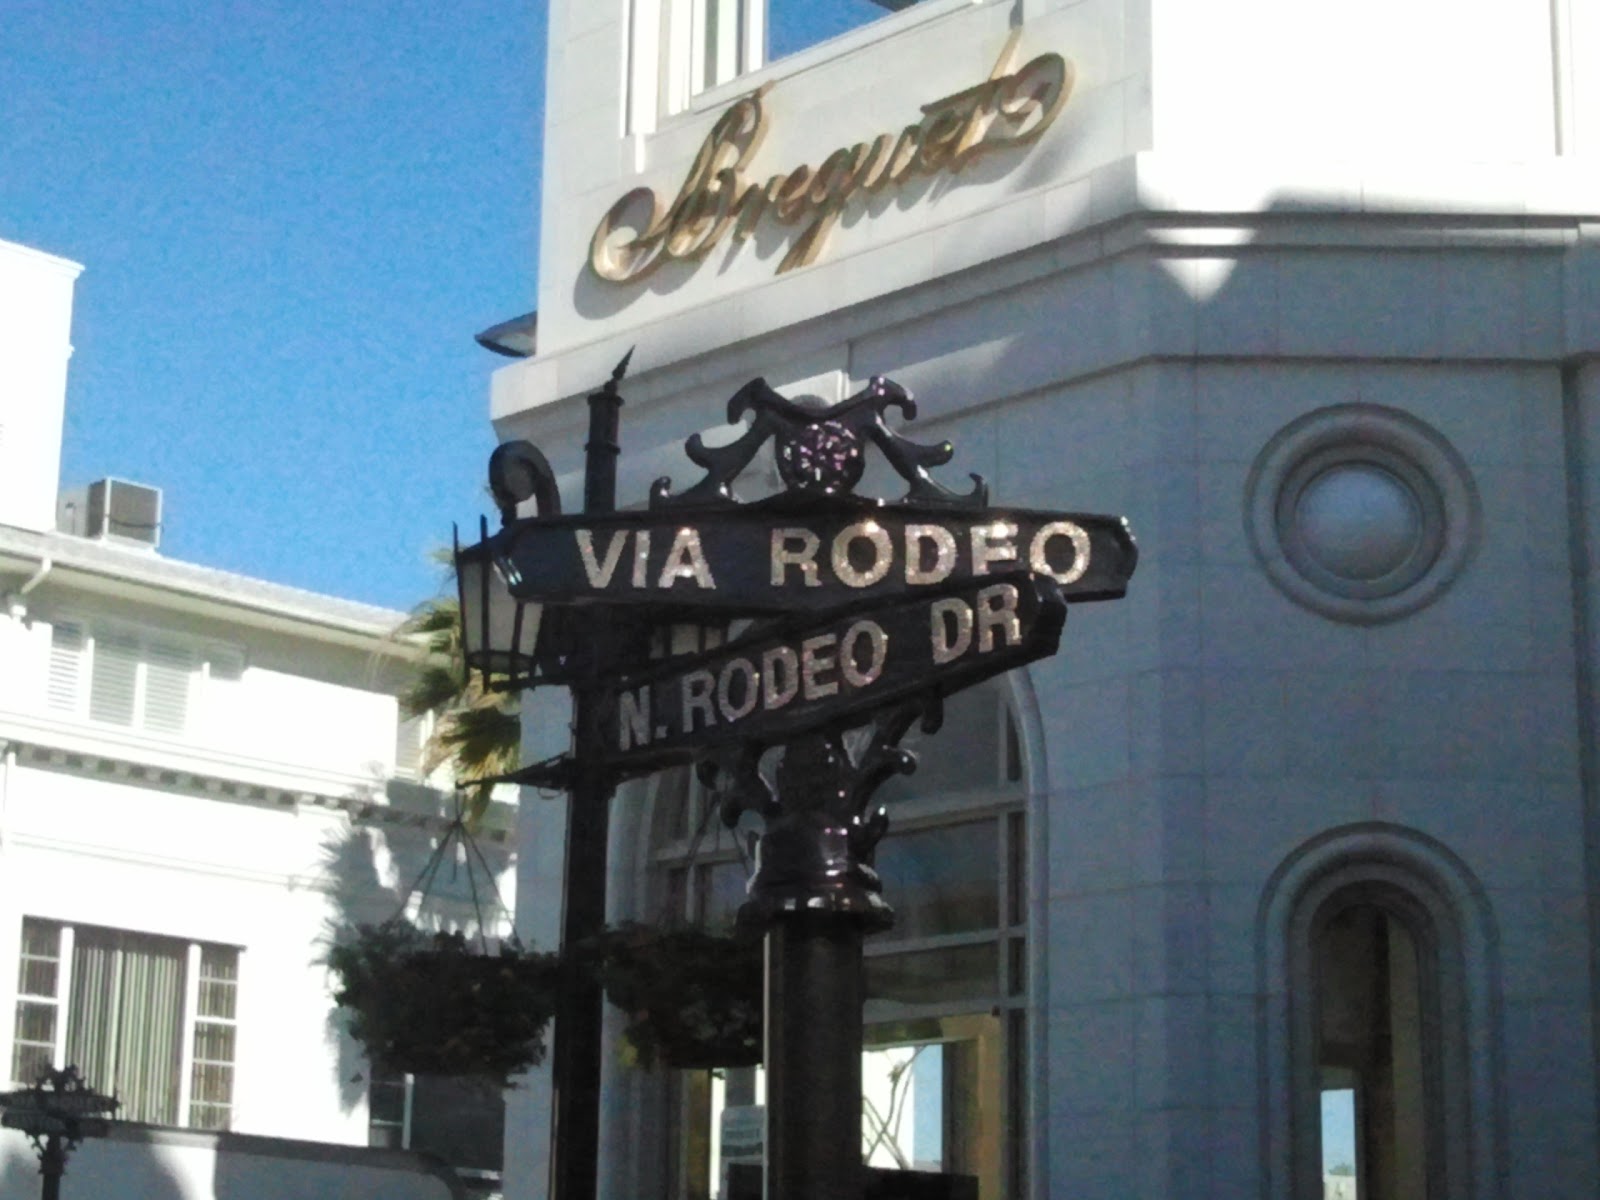 Breguet
VIA RODEO
N. RODEO DR